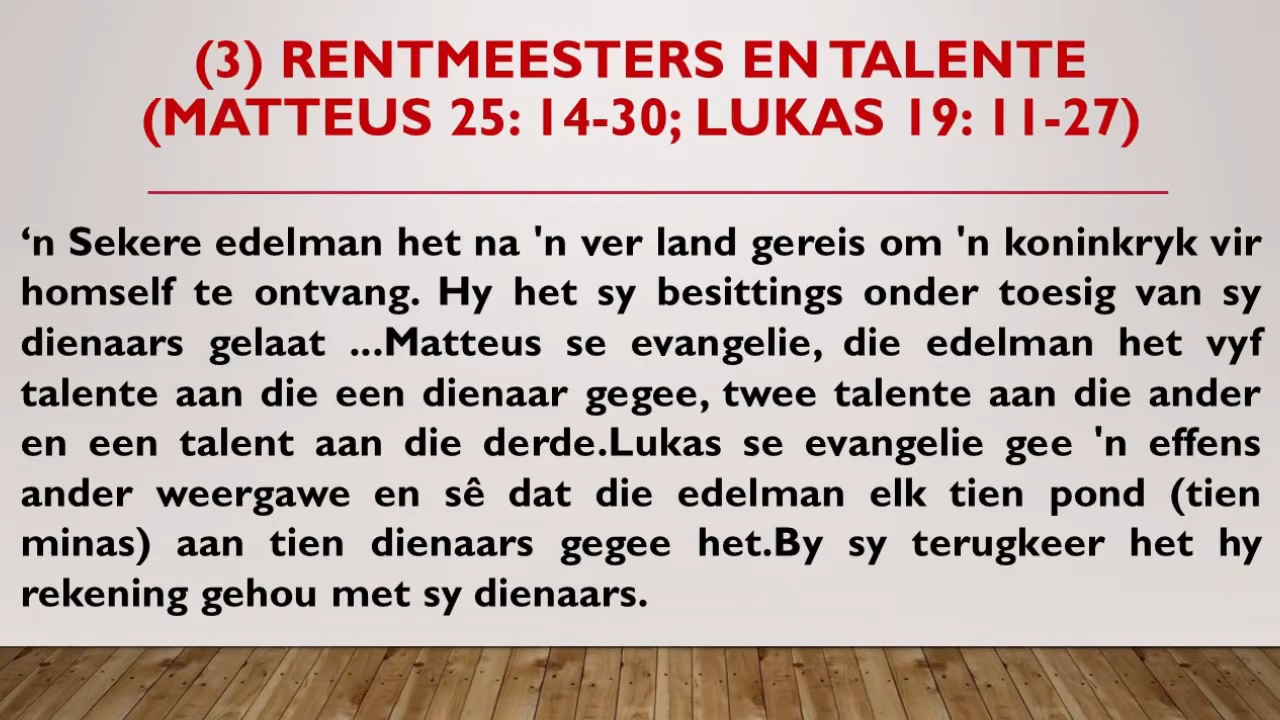 (3) RENTMEESTERS EN TALENTE
(MATTEUS 25: 14-30; LUKAS 19: 11-27)
‘n Sekere edelman het na 'n ver land gereis om 'n koninkryk vir
homself te ontvang. Hy het sy besittings onder toesig van sy
dienaars gelaat ...Matteus se evangelie, die edelman het vyf
talente aan die een dienaar gegee, twee talente aan die ander
en een talent aan die derde.Lukas se evangelie gee 'n effens
ander weergawe en sê dat die edelman elk tien pond (tien
minas) aan tien dienaars gegee het.By sy terugkeer het hy
rekening gehou met sy dienaars.